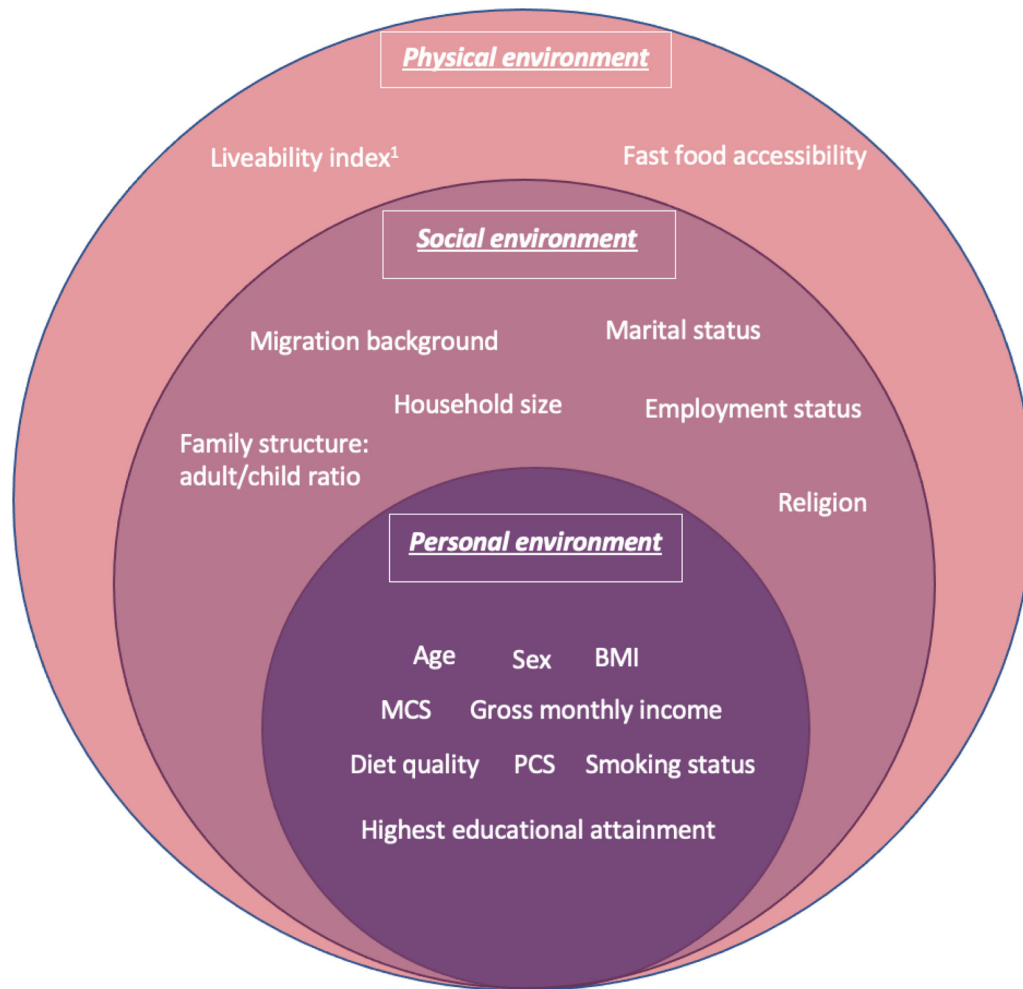 Physical environment
Liveability index¹
Fast food accessibility
Social environment
Migration background
Marital status
Household size
Employment status
Family structure:
adult/child ratio
Religion
Personal environment
Age
Sex
BMI
MCS
Gross monthly income
Diet quality
PCS
Smoking status
Highest educational attainment